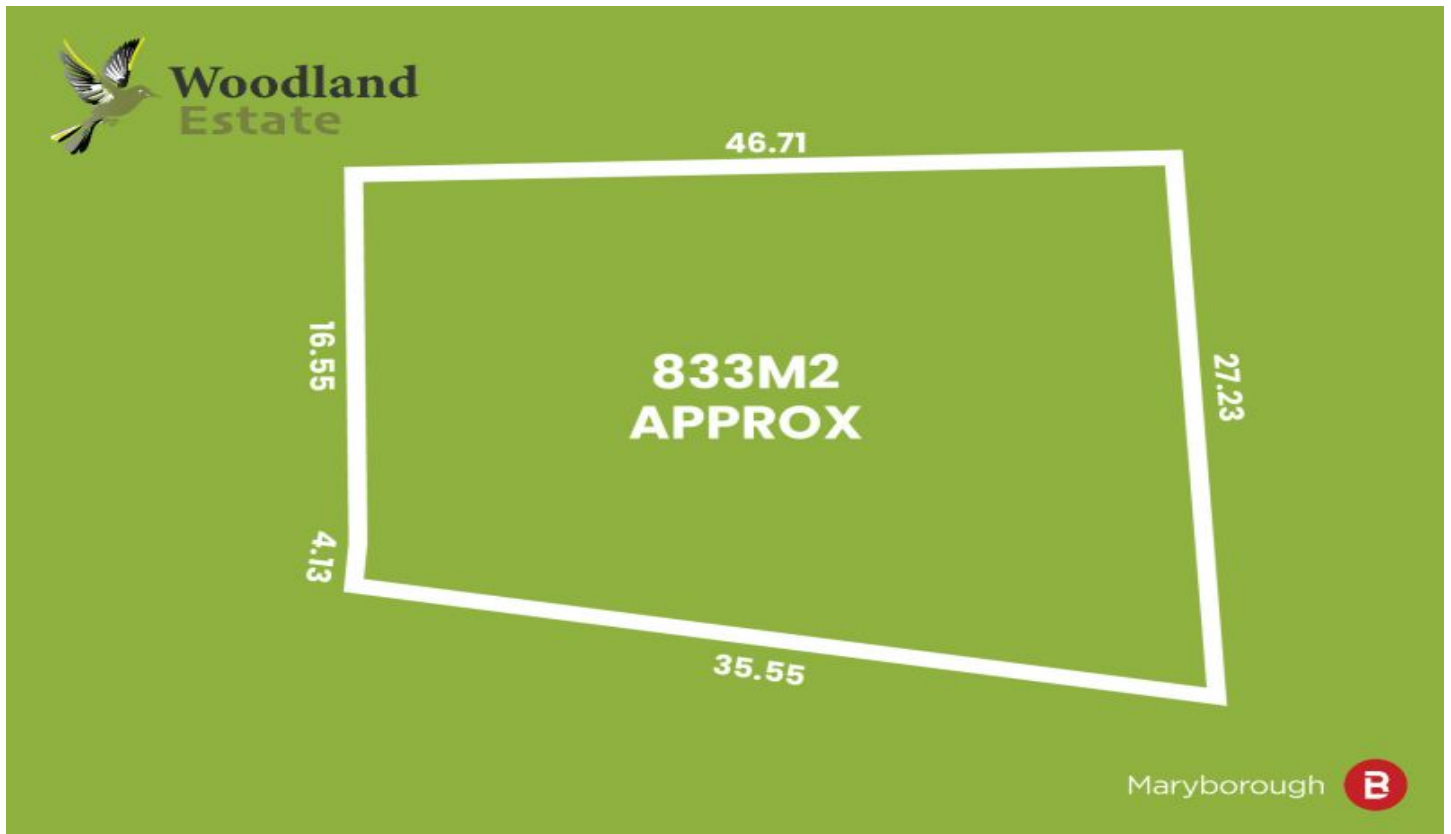 Woodland
Estate
46.71
16.55
833M2
APPROX
27.23
4.13
35.55
Maryborough
B